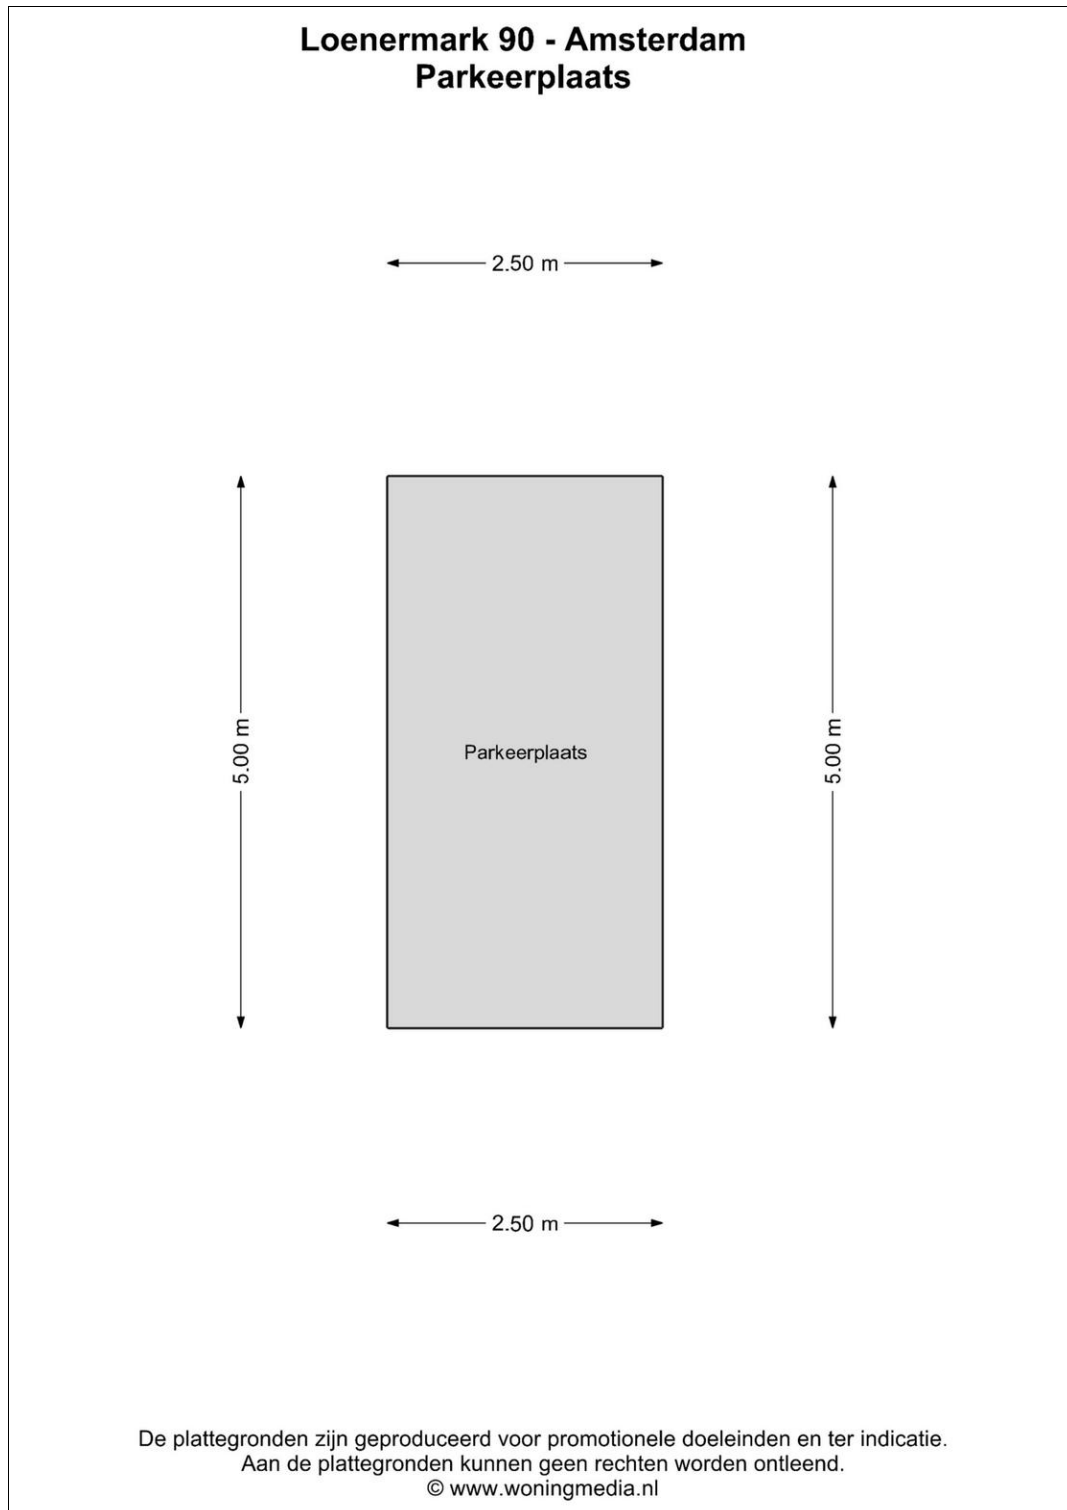 Loenermark 90 - Amsterdam
Parkeerplaats
2.50 m
5.00 m
Parkeerplaats
5.00 m
2.50 m
De plattegronden zijn geproduceerd voor promotionele doeleinden en ter indicatie.
Aan de plattegronden kunnen geen rechten worden ontleend.
© www.woningmedia.nl